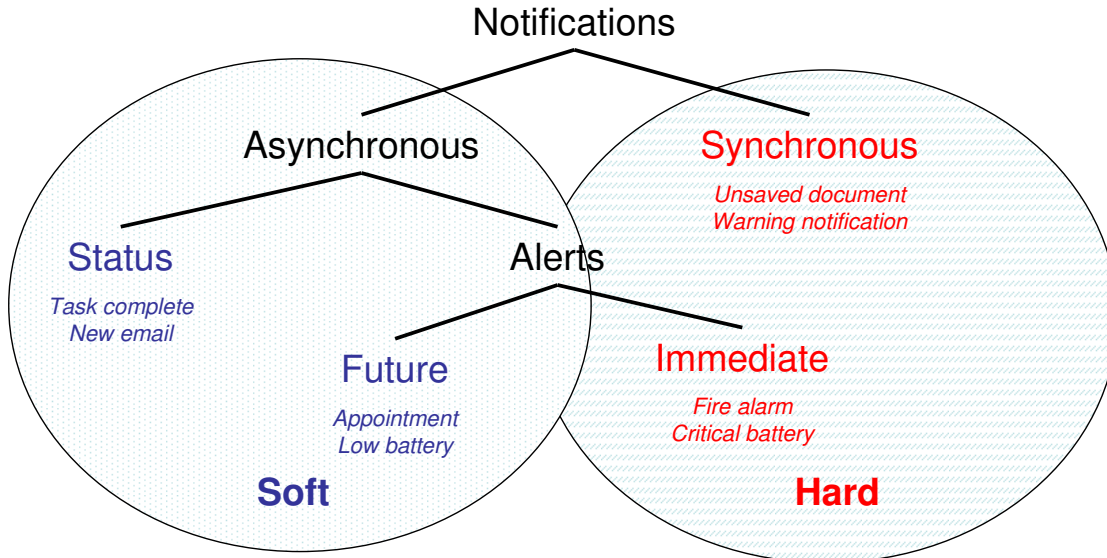 Notifications
Asynchronous
Synchronous
Unsaved document
Warning notification
Status
Alerts
Task complete
New email
Future
Immediate
Appointment
Low battery
Fire alarm
Critical battery
Soft
Hard